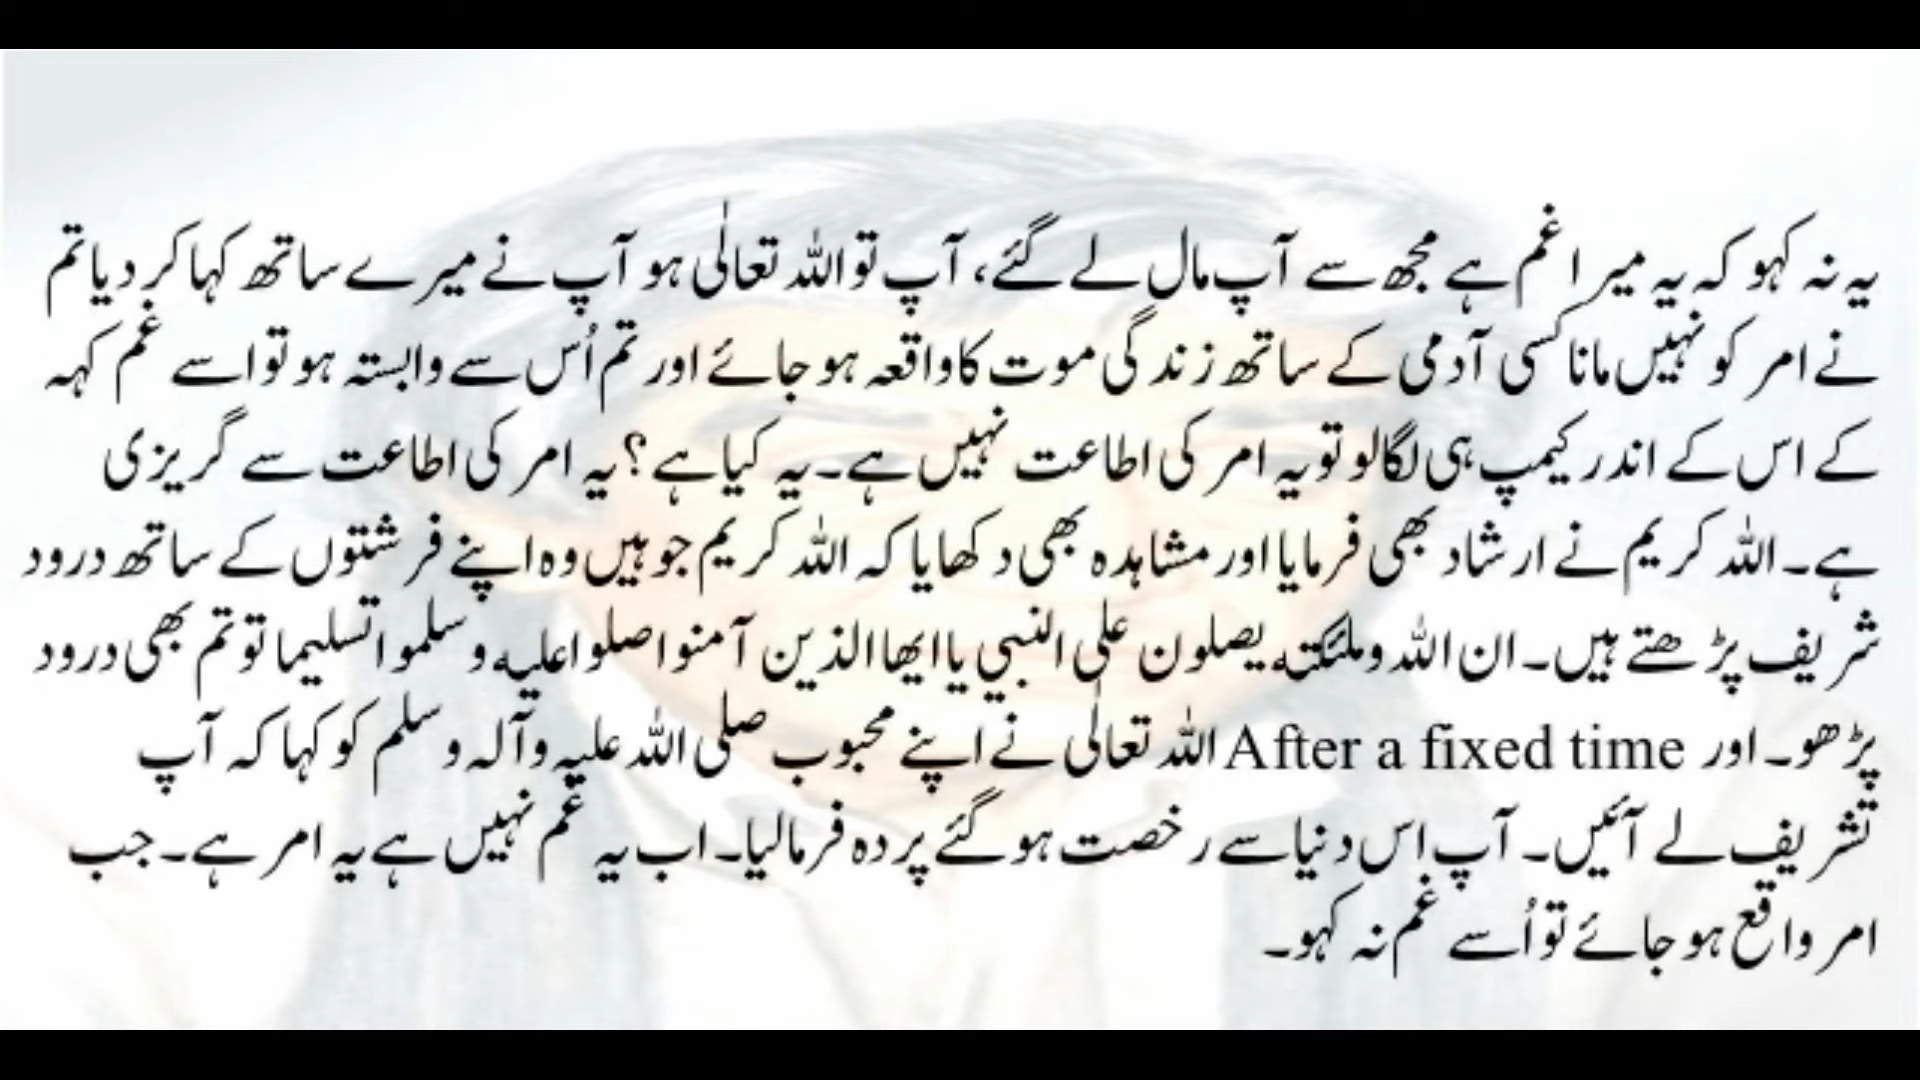 یہ نہ کہو کہ یہ میرا غم ہے مجھ سے آپ مال لے گئے، آپ تو اللہ تعالٰی ہو آپ نے میرے ساتھ کہا کر دیا تم
نے امر کو نہیں مانا کسی آدمی کے ساتھ زندگی موت کا واقعہ ہو جائے اور تم اُس سے وابستہ ہو تو اسے غم کہہ
کے اس کے اندر کیمپ ہی لگا لو تو یہ امر کی اطاعت نہیں ہے۔ یہ کیا ہے؟ یہ امر کی اطاعت سے گریزی
ہے۔ اللہ کریم نے ارشاد بھی فرمایا اور مشاہدہ بھی دکھایا کہ اللہ کریم جو ہیں وہ اپنے فرشتوں کے ساتھ درود
شریف پڑھتے ہیں۔ ان اللہ وملئکتہ یصلون علی النبی یا ایھا الذین آمنوا صلوا علیہ وسلموا تسلیما تو تم بھی درود
پڑھو۔ اور After a fixed time اللہ تعالٰی نے اپنے محبوب صلی اللہ علیہ وآلہ وسلم کو کہا کہ آپ
تشریف لے آئیں۔ آپ اس دنیا سے رخصت ہو گئے پردہ فرما لیا۔ اب یہ غم نہیں ہے یہ امر ہے۔ جب
امر واقع ہو جائے تو اُسے غم نہ کہو۔